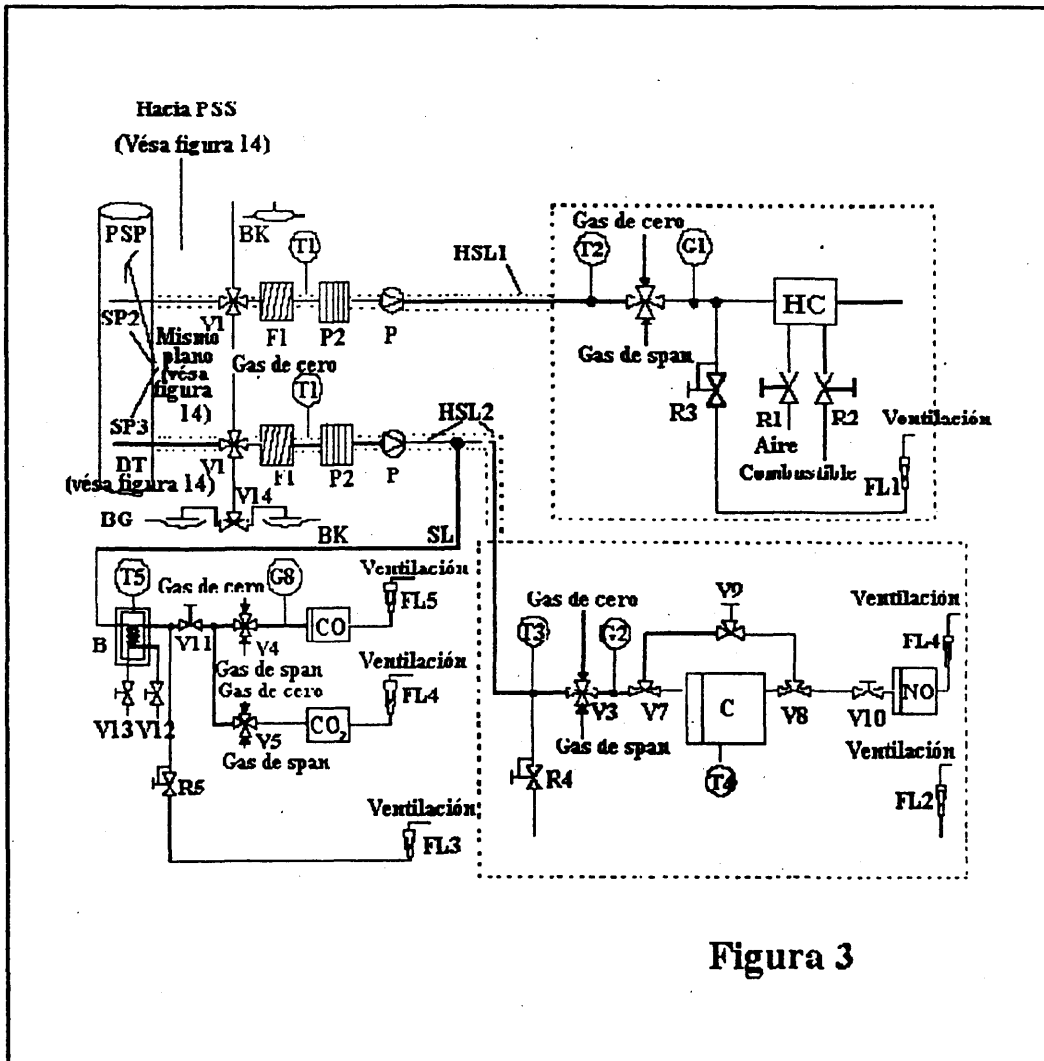 Hacia PSS
(Vésa figura 14)
PSP
BK
T1
HSL1
Gas de cero
T2
G1
HC
SP2
V1
F1
P2
P
Gas de span
Mismo
plano
(vésa
figura
14)
Gas de cero
T1
R3
R1
R2
Aire
Combustible
Ventilación
FL1
SP3
HSL2
DT
V1
F1
P2
P
(vésa figura 14)
V14
BG
BK
SL
T5
Gas de cero
G8
Ventilación
FL5
B
V11
V4
CO
Gas de span
Gas de cero
Ventilación
FL4
V13
V12
V5
CO₂
Gas de span
R5
Ventilación
FL3
Gas de cero
V9
Ventilación
T3
G2
FL4
V3
V7
C
V8
V10
NO
Gas de span
R4
T4
Ventilación
FL2
Figura 3